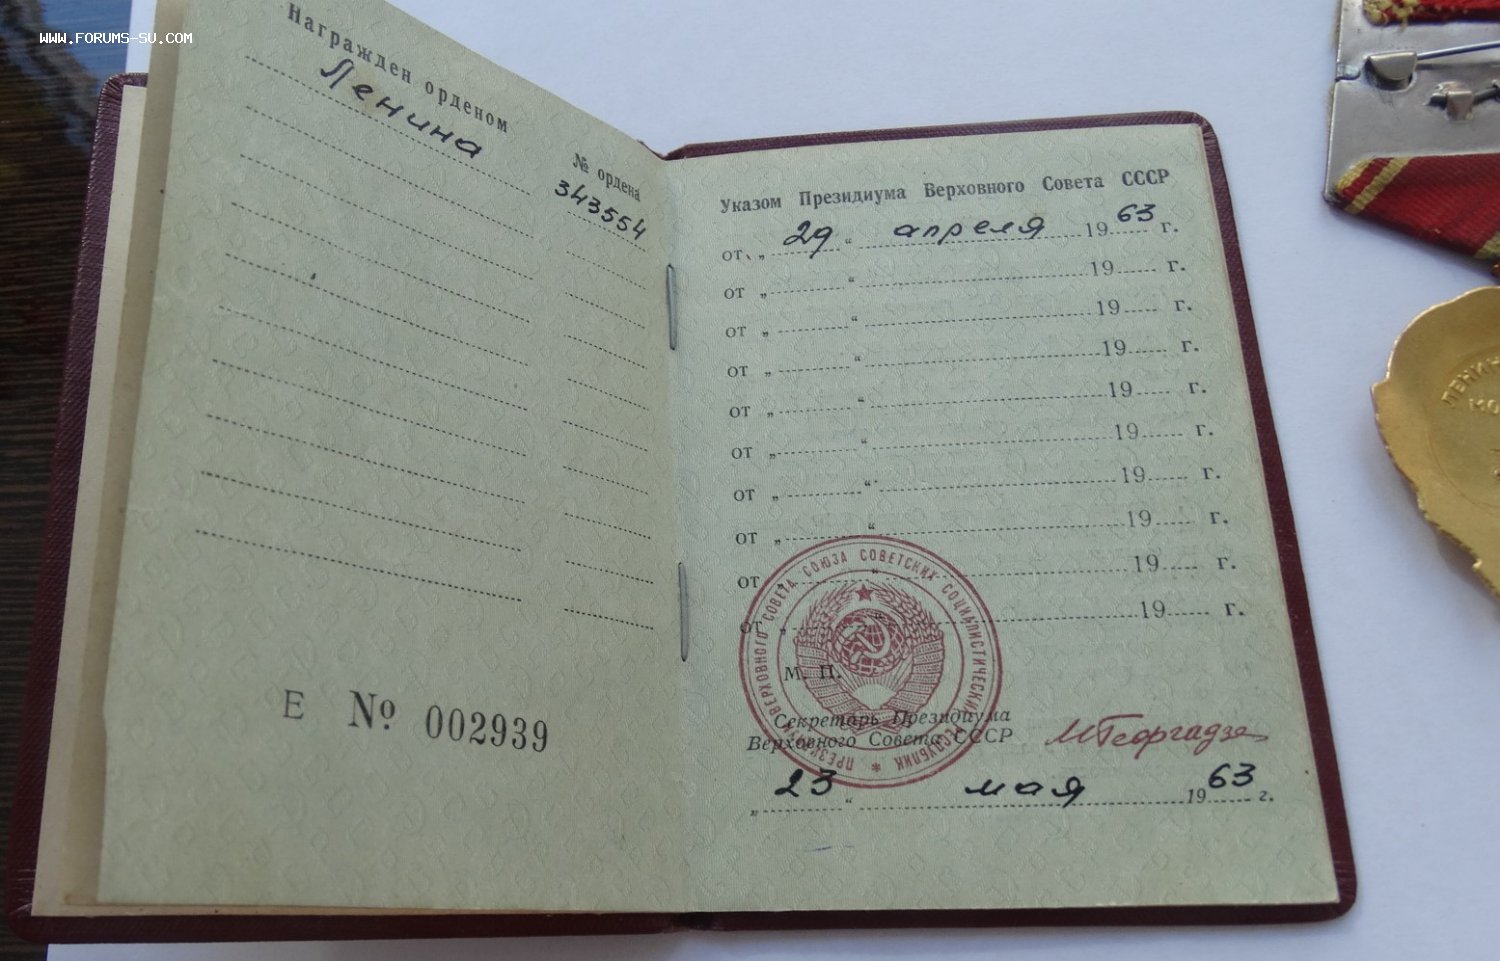 WWW.FORUMS-SU.COM
Награжден орденом
Ленина
№ ордена
343554
Е № 002939
Указом Президиума Верховного Совета СССР
от „ 29 “ апреля 1963 г.
от „ “ 19 г.
от „ “ 19 г.
от „ “ 19 г.
от „ “ 19 г.
от „ “ 19 г.
от „ “ 19 г.
от „ “ 19 г.
от „ “ 19 г.
от „ “ 19 г.
М. П.
ПРЕЗИДИУМ ВЕРХОВНОГО СОВЕТА СОЮЗА СОВЕТСКИХ СОЦИАЛИСТИЧЕСКИХ РЕСПУБЛИК
Секретарь Президиума
Верховного Совета СССР
МГеоргадзе
„ 23 “ мая 1963 г.